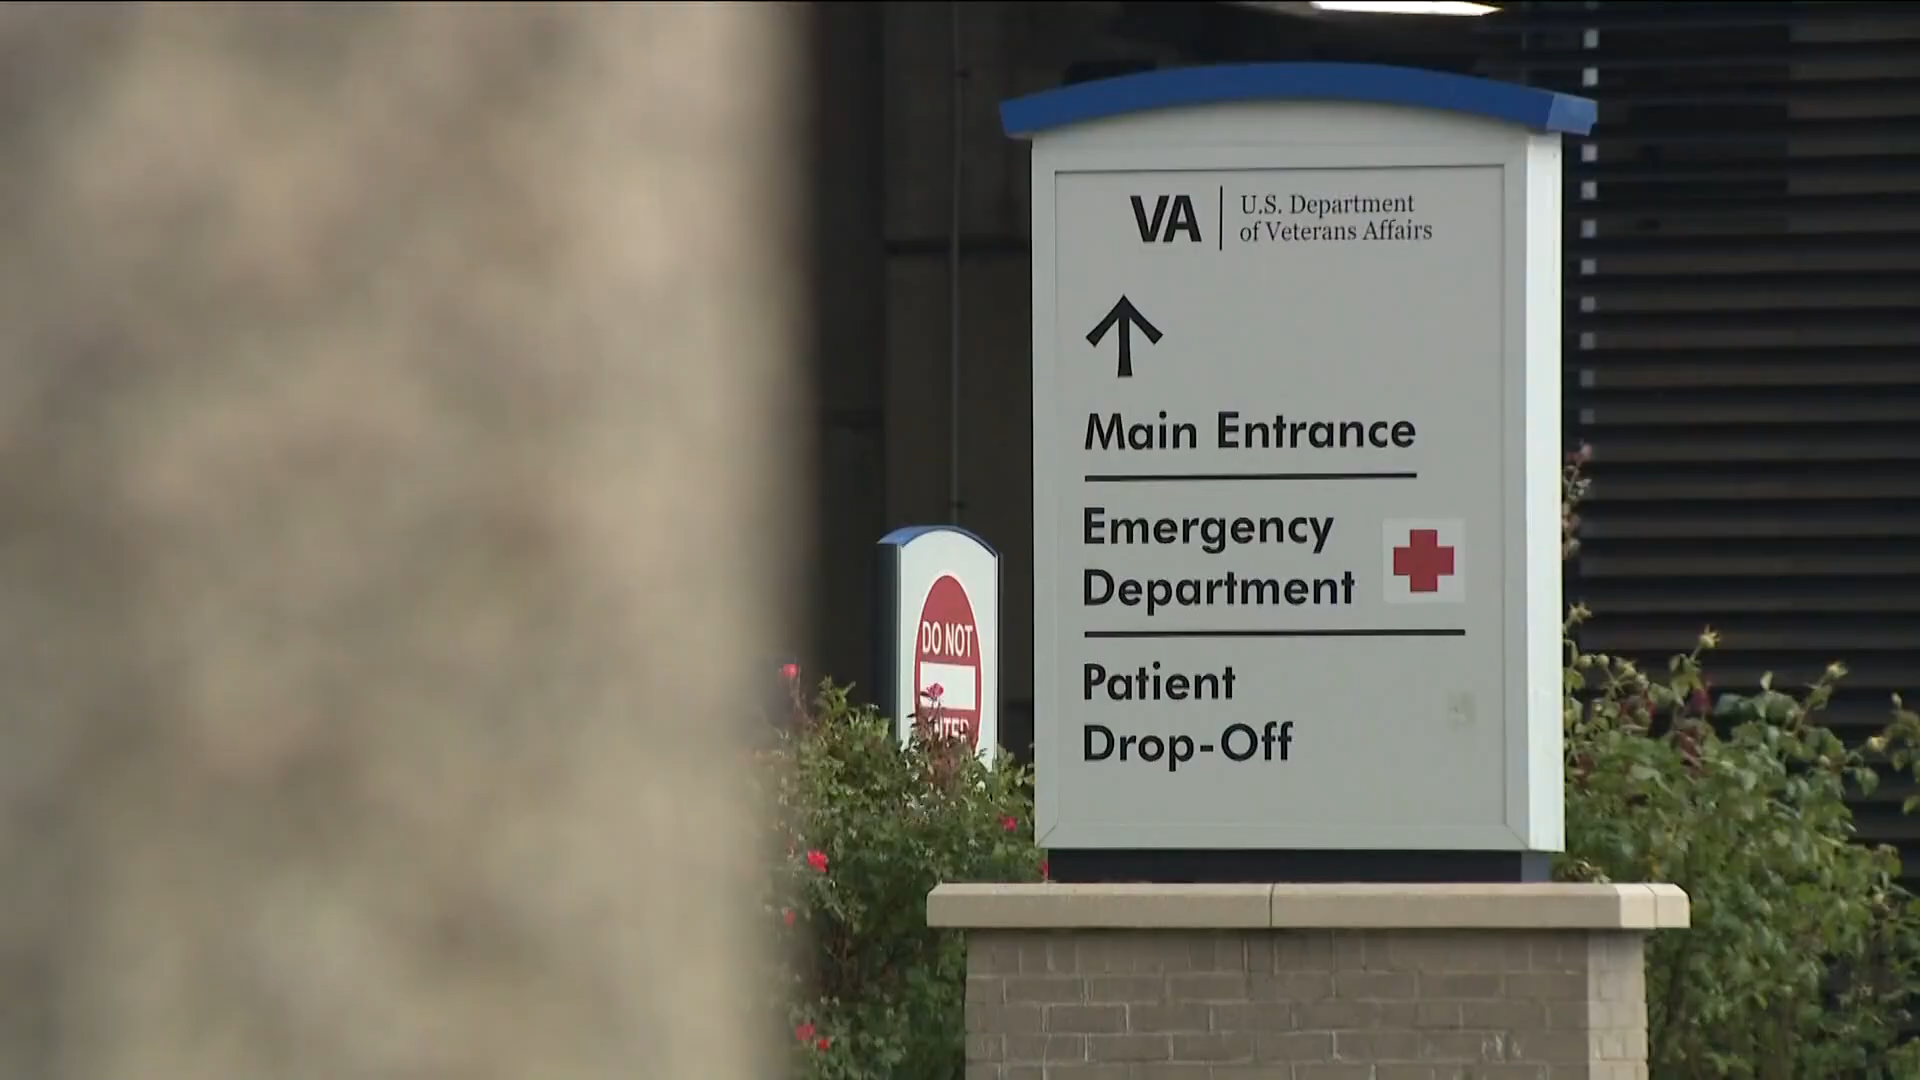 VA
U.S. Department
of Veterans Affairs
Main Entrance
Emergency
Department
Patient
Drop-Off
DO NOT